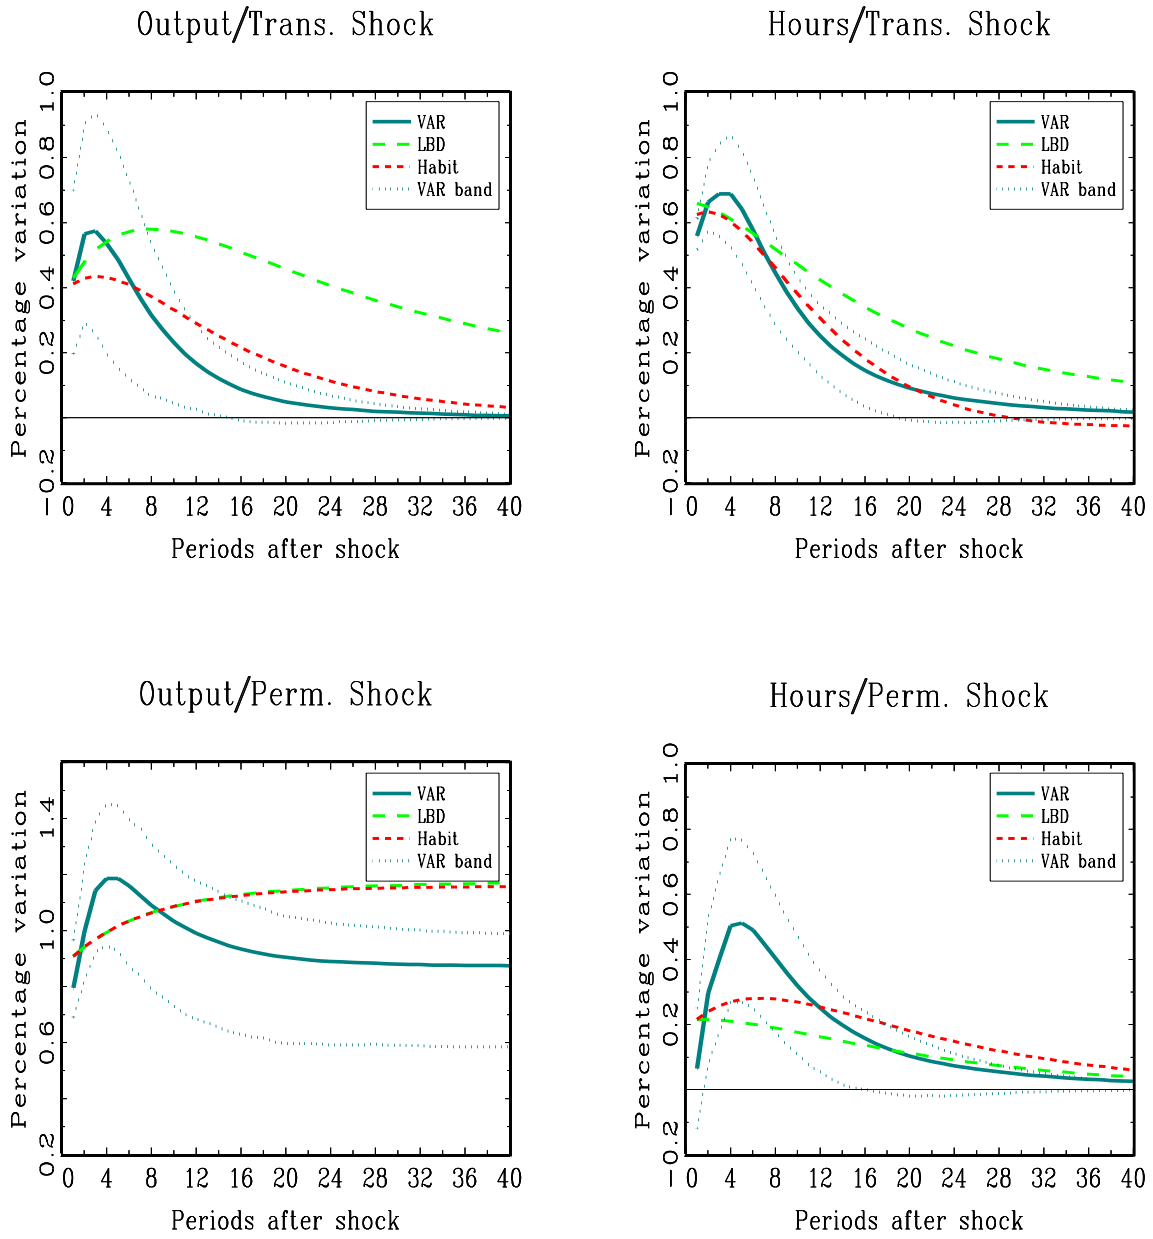 Output/Trans. Shock
Percentage variation
1.0
0.8
0.6
0.4
0.2
-0.2
VAR
LBD
Habit
VAR band
0 4 8 12 16 20 24 28 32 36 40
Periods after shock
Hours/Trans. Shock
Percentage variation
1.0
0.8
0.6
0.4
0.2
-0.2
VAR
LBD
Habit
VAR band
0 4 8 12 16 20 24 28 32 36 40
Periods after shock
Output/Perm. Shock
Percentage variation
1.4
1.0
0.6
0.2
VAR
LBD
Habit
VAR band
0 4 8 12 16 20 24 28 32 36 40
Periods after shock
Hours/Perm. Shock
Percentage variation
1.0
0.8
0.6
0.4
0.2
-0.2
VAR
LBD
Habit
VAR band
0 4 8 12 16 20 24 28 32 36 40
Periods after shock